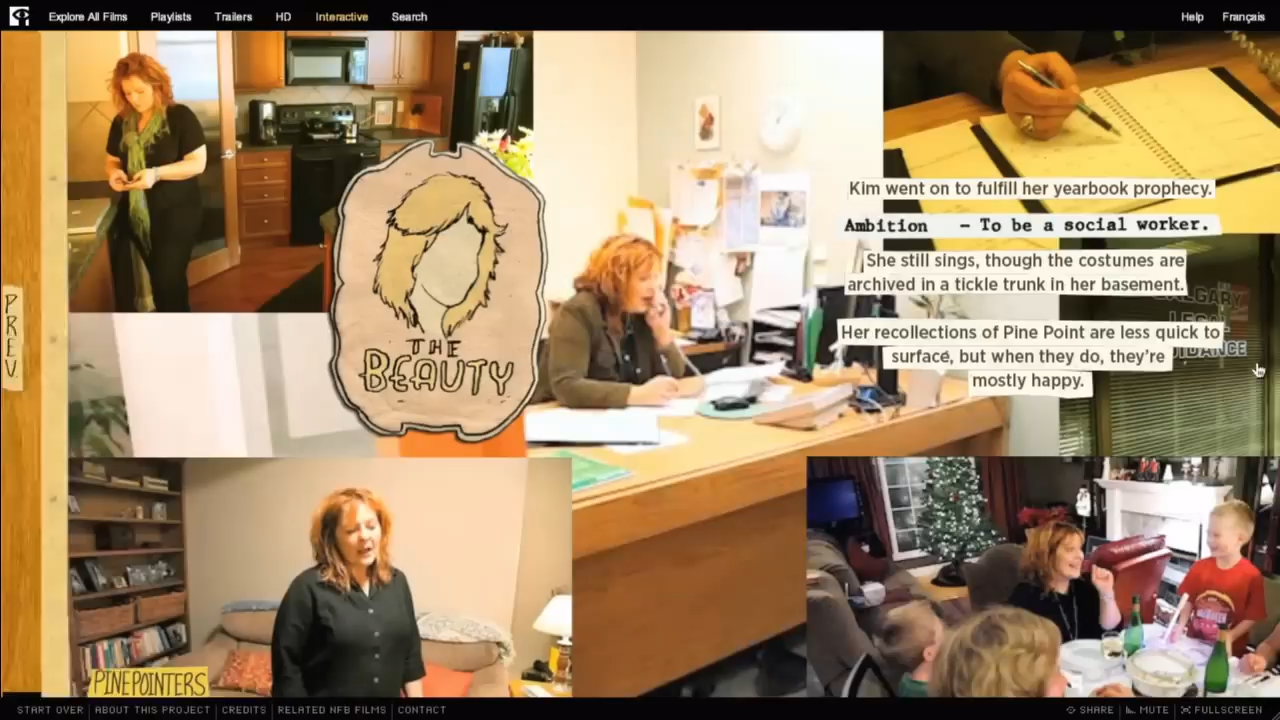 Explore All Films
Playlists
Trailers
HD
Interactive
Search
Help
Français
PREV.
THE
BEAUTY
Kim went on to fulfill her yearbook prophecy.
Ambition - To be a social worker.
She still sings, though the costumes are
archived in a tickle trunk in her basement.
Her recollections of Pine Point are less quick to
surface, but when they do, they're
mostly happy.
CALGARY
LEGAL
GUIDANCE
PINEPOINTERS
START OVER
ABOUT THIS PROJECT
CREDITS
RELATED NFB FILMS
CONTACT
SHARE
MUTE
FULLSCREEN